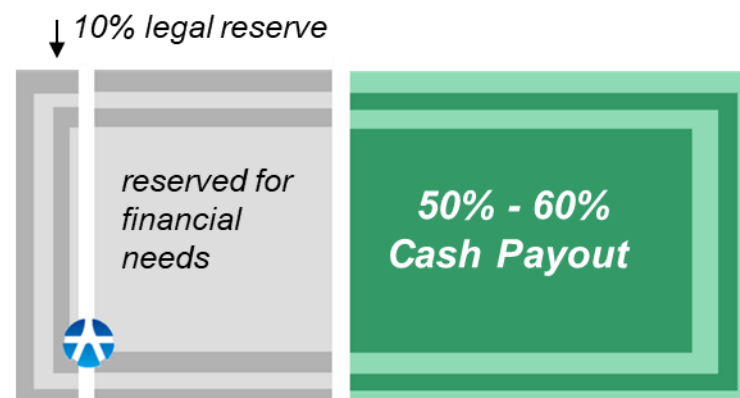 10% legal reserve
reserved for
financial
needs
50% - 60%
Cash Payout